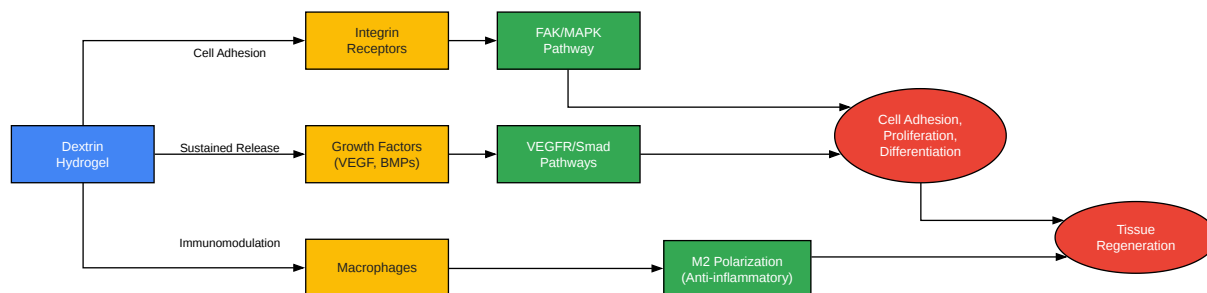 Integrin
Receptors
FAK/MAPK
Pathway
Cell Adhesion
Cell Adhesion,
Proliferation,
Differentiation
Dextrin
Hydrogel
Sustained Release
Growth Factors
(VEGF, BMPs)
VEGFR/Smad
Pathways
Immunomodulation
Macrophages
M2 Polarization
(Anti-inflammatory)
Tissue
Regeneration